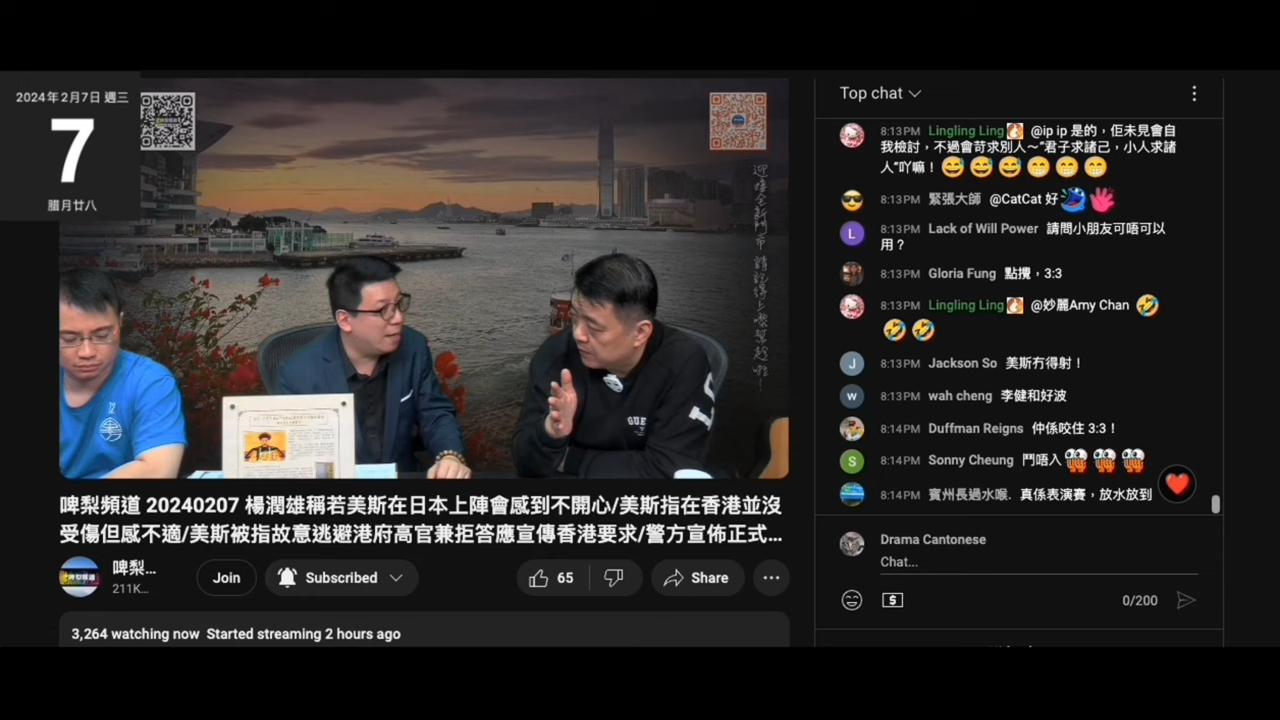 2024年2月7日 週三
7
臘月廿八
GUE
啤梨頻道 20240207 楊潤雄稱若美斯在日本上陣會感到不開心/美斯指在香港並沒
受傷但感不適/美斯被指故意逃避港府高官兼拒答應宣傳香港要求/警方宣佈正式...
啤梨...
211K...
Join
Subscribed
65
Share
3,264 watching now Started streaming 2 hours ago
Top chat
8:13PM Lingling Ling @ip ip 是的，佢未見會自
我檢討，不過會苛求別人～“君子求諸己，小人求諸
人”吖嘛！
8:13PM 緊張大師 @CatCat 好
8:13PM Lack of Will Power 請問小朋友可唔可以
用？
8:13PM Gloria Fung 點攪，3:3
8:13PM Lingling Ling @妙麗Amy Chan
8:13PM Jackson So 美斯冇得射！
8:13PM wah cheng 李健和好波
8:14PM Duffman Reigns 仲係咬住 3:3！
8:14PM Sonny Cheung 鬥唔入
8:14PM 賓州長過水喉. 真係表演賽，放水放到
Drama Cantonese
Chat...
0/200